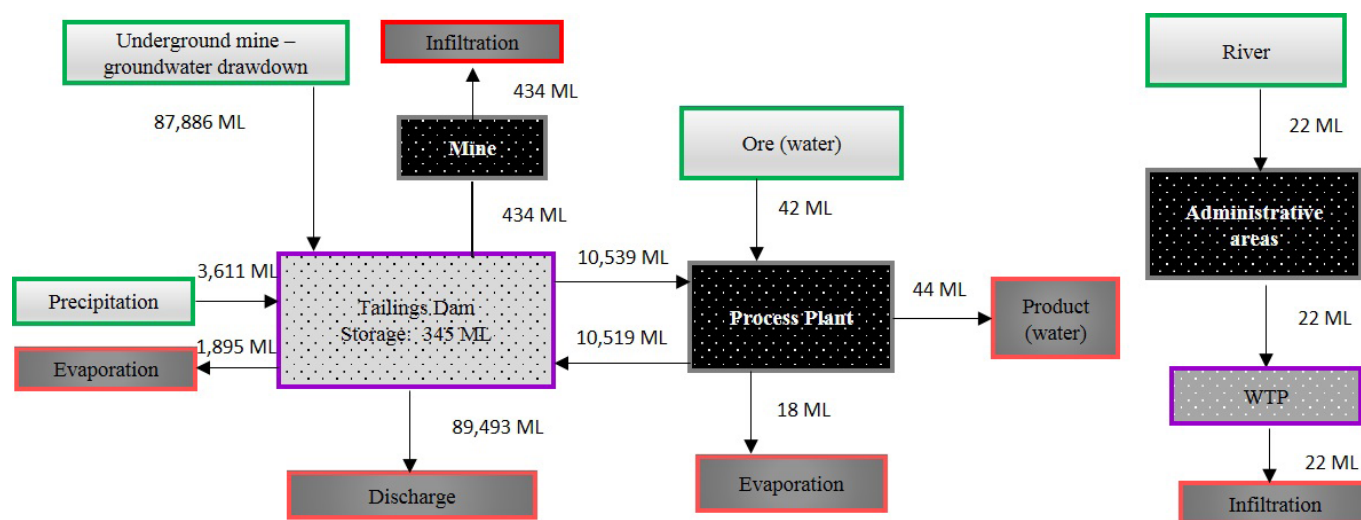 Underground mine –
groundwater drawdown
87,886 ML
Infiltration
434 ML
Mine
434 ML
Ore (water)
42 ML
River
22 ML
Administrative
areas
22 ML
WTP
22 ML
Infiltration
Precipitation
3,611 ML
Evaporation
1,895 ML
Tailings Dam
Storage: 345 ML
10,539 ML
10,519 ML
Process Plant
44 ML
Product
(water)
18 ML
Evaporation
89,493 ML
Discharge